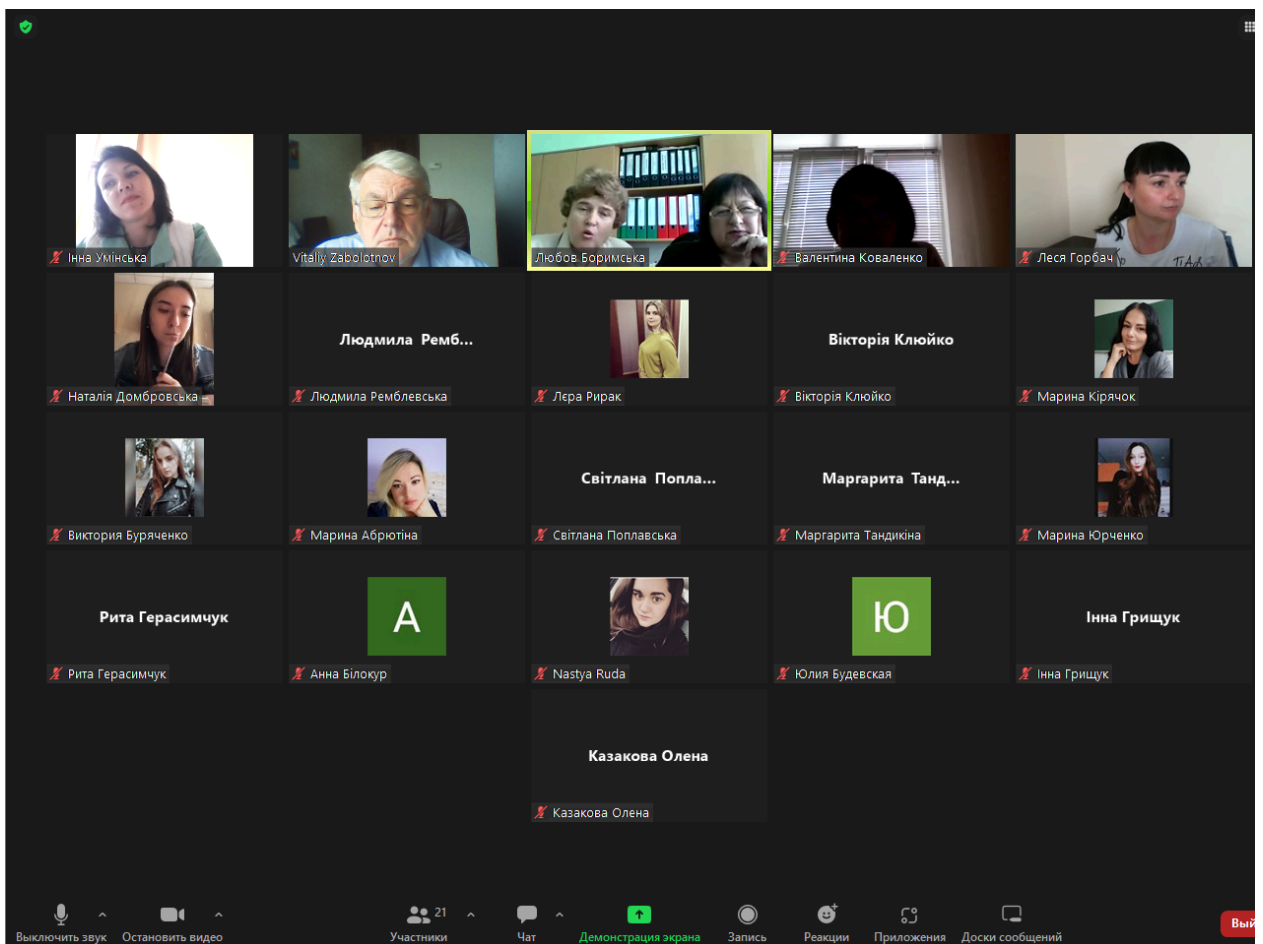 Інна Умінська
Vitaliy Zabolotnov
Любов Боримська
Валентина Коваленко
Леся Горбач
Наталія Домбровська
Людмила Ремб...
Людмила Ремблевська
Лєра Рирак
Вікторія Клюйко
Вікторія Клюйко
Марина Кірячок
Виктория Буряченко
Марина Абрютіна
Світлана Попла...
Світлана Поплавська
Маргарита Танд...
Маргарита Тандикіна
Марина Юрченко
Рита Герасимчук
Рита Герасимчук
А
Анна Білокур
Nastya Ruda
Ю
Юлия Будевская
Інна Грищук
Інна Грищук
Казакова Олена
Казакова Олена
21
Выключить звук
Остановить видео
Участники
Чат
Демонстрация экрана
Запись
Реакции
Приложения
Доски сообщений
Вый